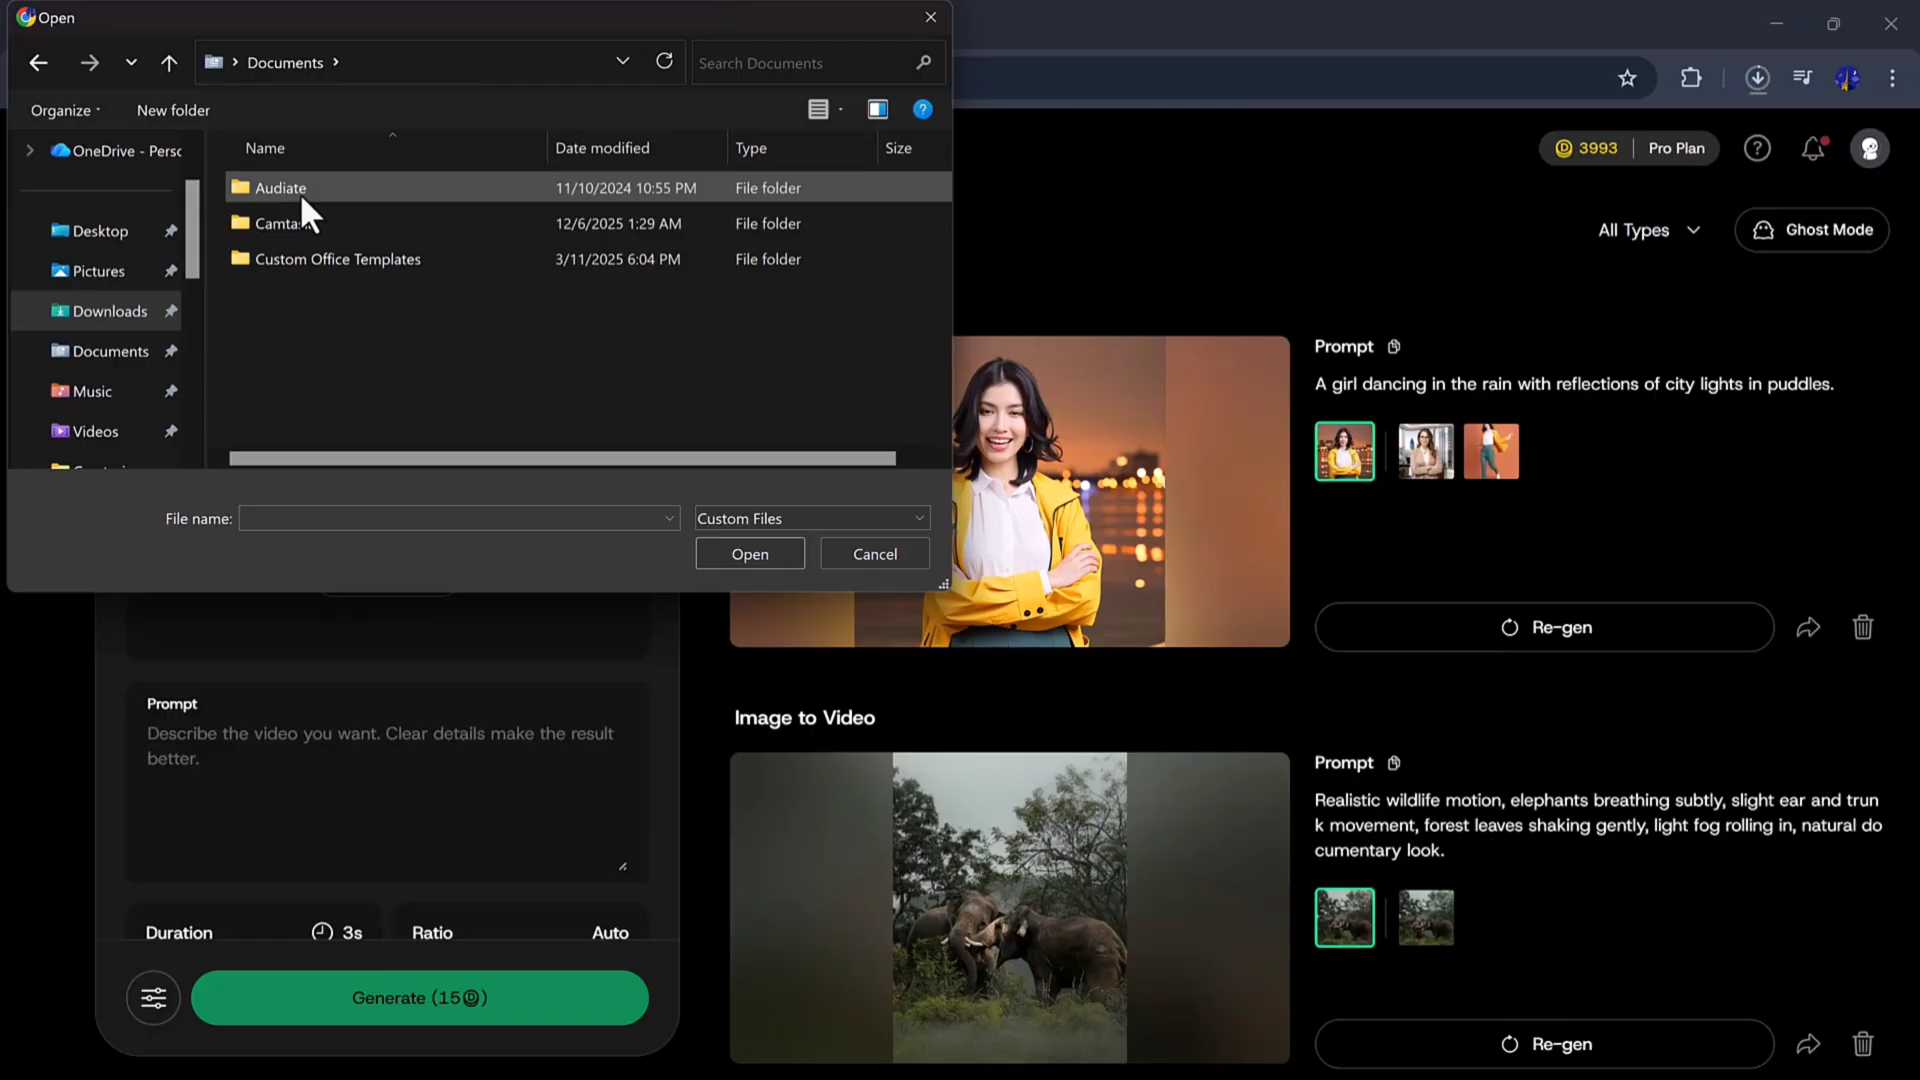 Open
Documents
Search Documents
Organize
New folder
OneDrive - Persc
Name
Date modified
Type
Size
Audiate
11/10/2024 10:55 PM
File folder
12/6/2025 1:29 AM
File folder
Custom Office Templates
3/11/2025 6:04 PM
File folder
Desktop
Pictures
Downloads
Documents
Music
Videos
File name:
Custom Files
Open
Cancel
3993
Pro Plan
All Types
Ghost Mode
Prompt
A girl dancing in the rain with reflections of city lights in puddles.
Re-gen
Prompt
Describe the video you want. Clear details make the result
better.
Duration
3s
Ratio
Auto
Generate (15
)
Image to Video
Prompt
Realistic wildlife motion, elephants breathing subtly, slight ear and trun
k movement, forest leaves shaking gently, light fog rolling in, natural do
cumentary look.
Re-gen